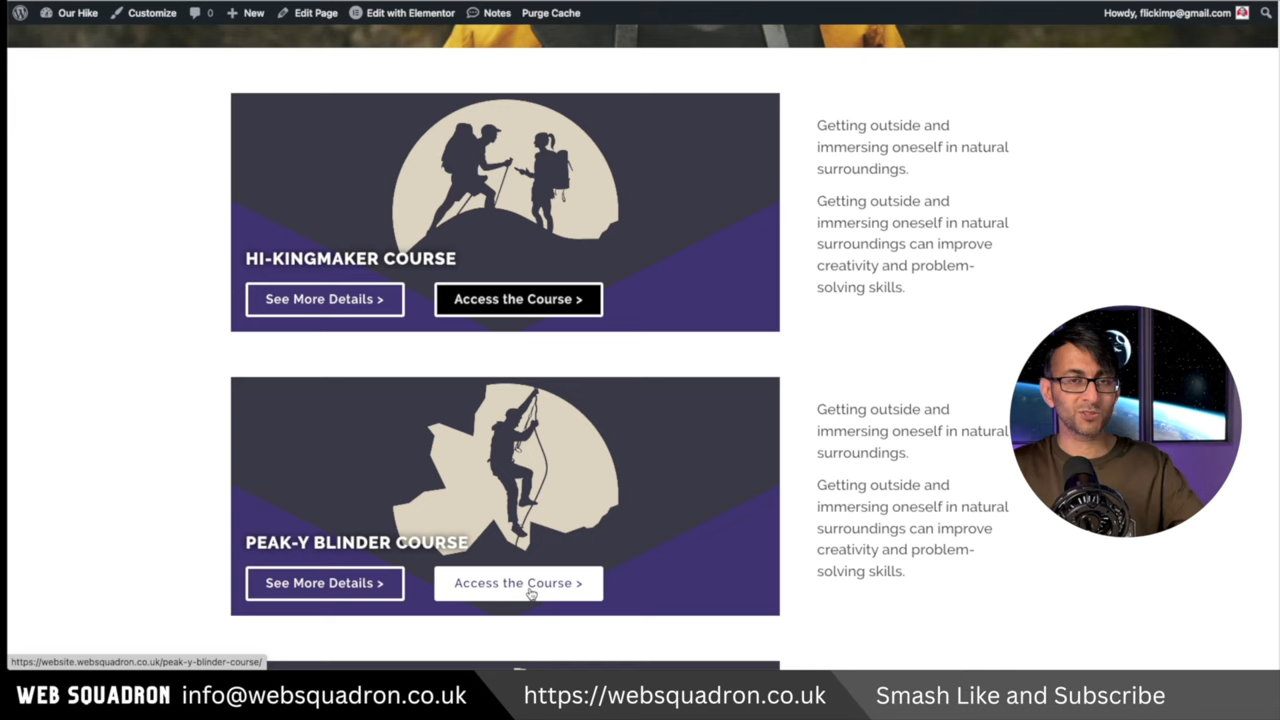 Our Hike Customize 0 New Edit Page Edit with Elementor Notes Purge Cache Howdy, flickimp@gmail.com
Getting outside and
immersing oneself in natural
surroundings.
Getting outside and
immersing oneself in natural
surroundings can improve
creativity and problem-
solving skills.
HI-KINGMAKER COURSE
See More Details > Access the Course >
Getting outside and
immersing oneself in natural
surroundings.
Getting outside and
immersing oneself in natural
surroundings can improve
creativity and problem-
solving skills.
PEAK-Y BLINDER COURSE
See More Details > Access the Course >
https://website.websquadron.co.uk/peak-y-blinder-course/
WEB SQUADRON info@websquadron.co.uk https://websquadron.co.uk Smash Like and Subscribe